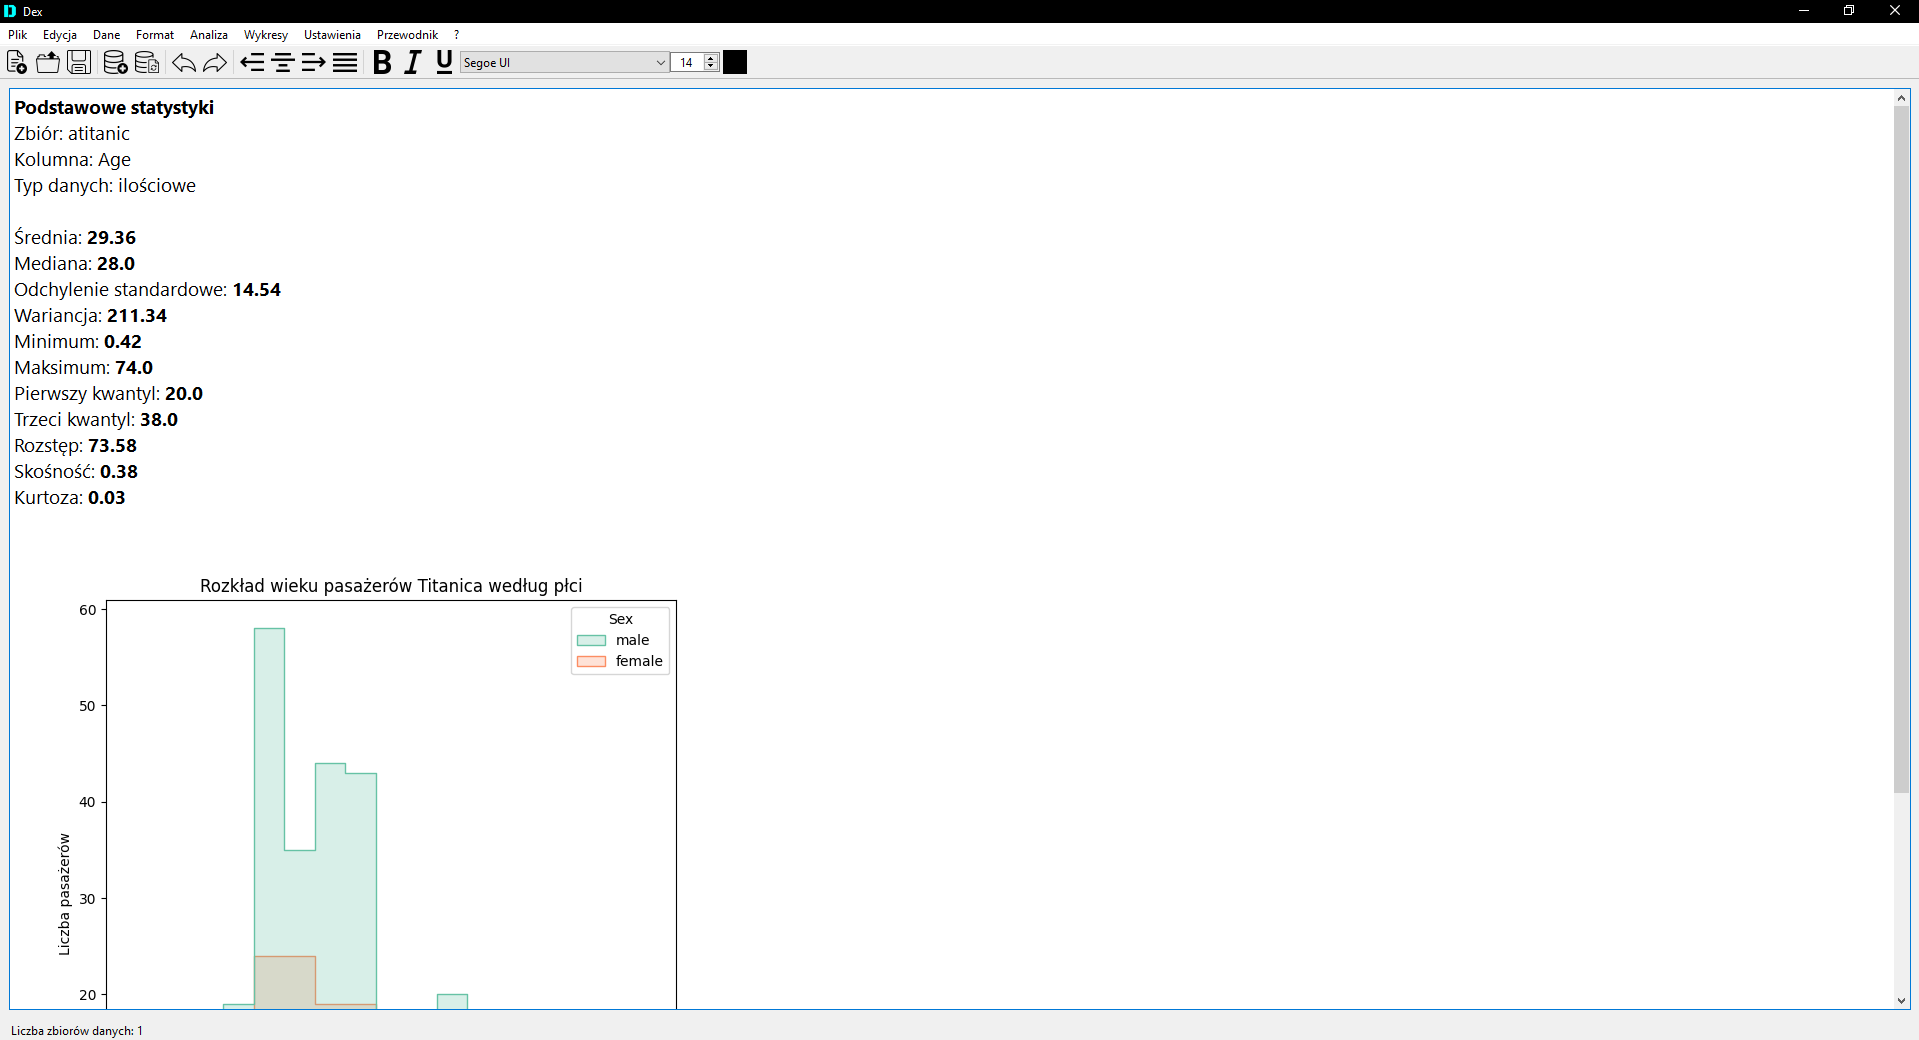 Dex
Plik Edycja Dane Format Analiza Wykresy Ustawienia Przewodnik ?
B I U Segoe UI 14
Podstawowe statystyki
Zbiór: atitanic
Kolumna: Age
Typ danych: ilościowe
Średnia: 29.36
Mediana: 28.0
Odchylenie standardowe: 14.54
Wariancja: 211.34
Minimum: 0.42
Maksimum: 74.0
Pierwszy kwantyl: 20.0
Trzeci kwantyl: 38.0
Rozstęp: 73.58
Skośność: 0.38
Kurtoza: 0.03
Rozkład wieku pasażerów Titanica według płci
Sex
male
female
60
50
40
30
20
Liczba pasażerów
Liczba zbiorów danych: 1